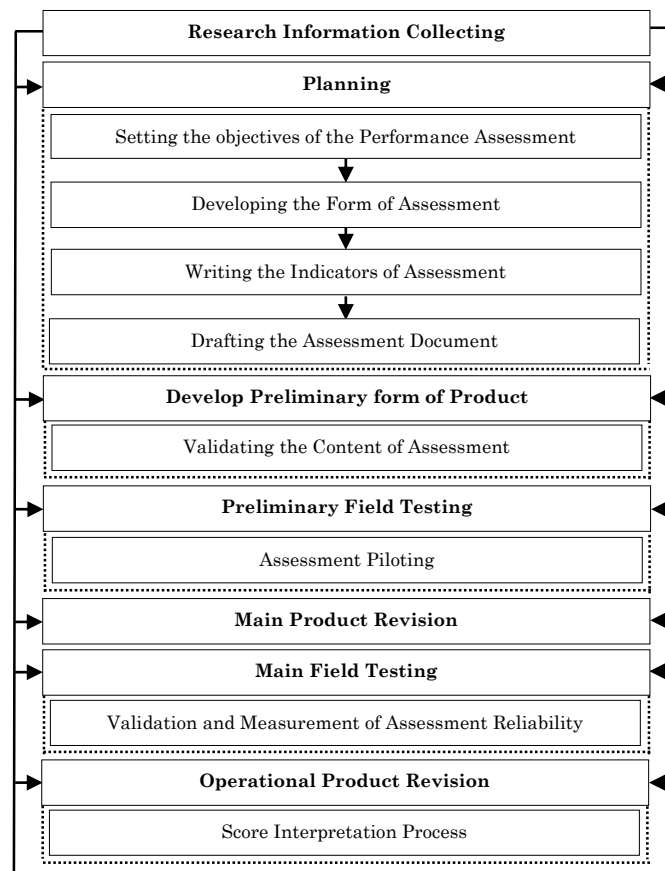 Research Information Collecting
Planning
Setting the objectives of the Performance Assessment
Developing the Form of Assessment
Writing the Indicators of Assessment
Drafting the Assessment Document
Develop Preliminary form of Product
Validating the Content of Assessment
Preliminary Field Testing
Assessment Piloting
Main Product Revision
Main Field Testing
Validation and Measurement of Assessment Reliability
Operational Product Revision
Score Interpretation Process